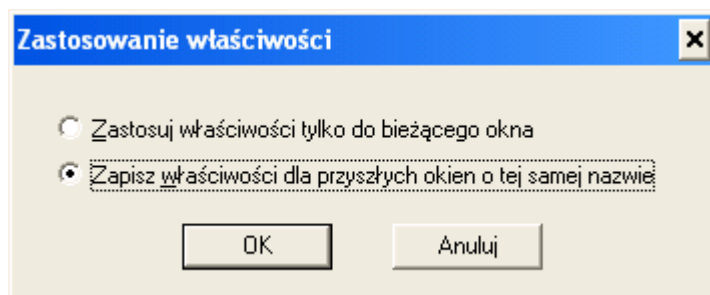 Zastosowanie właściwości
Zastosuj właściwości tylko do bieżącego okna
Zapisz właściwości dla przyszłych okien o tej samej nazwie
OK
Anuluj